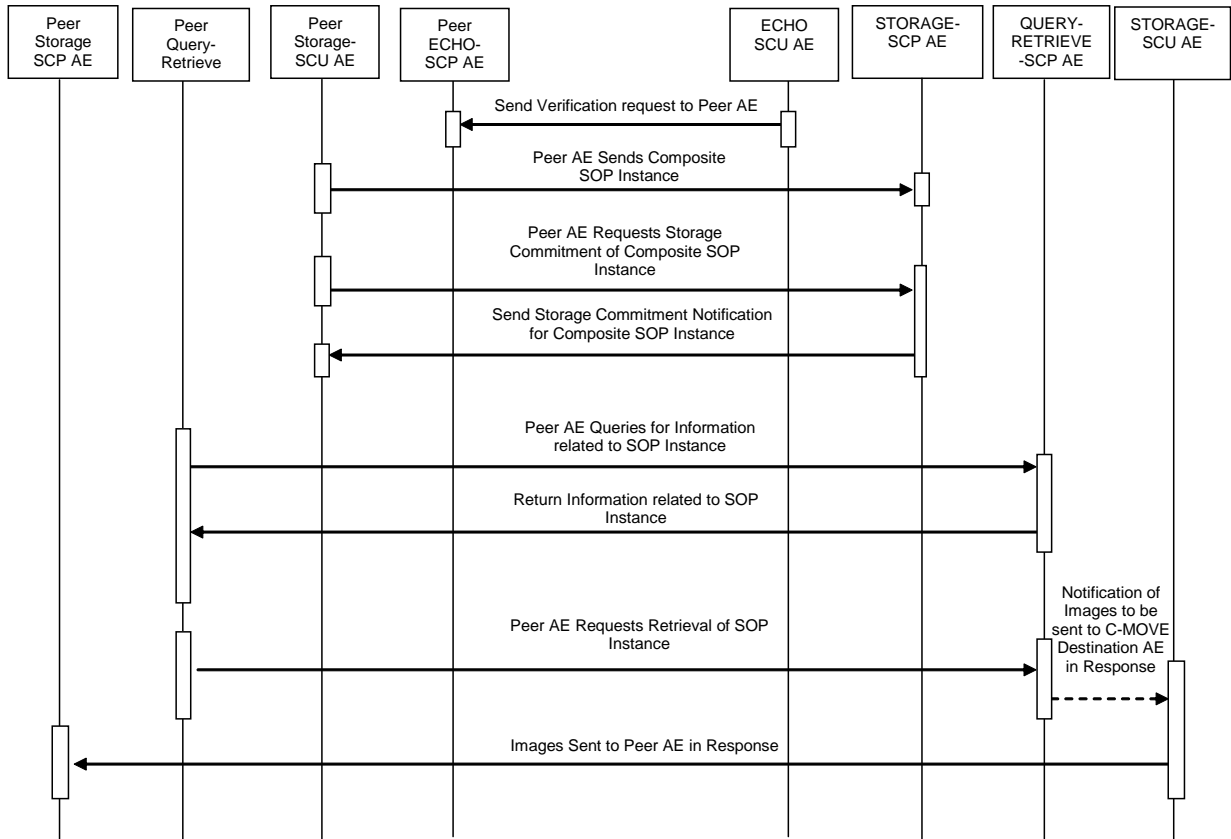 Peer
Storage
SCP AE
Peer
Query-
Retrieve
Peer
Storage-
SCU AE
Peer
ECHO-
SCP AE
ECHO
SCU AE
STORAGE-
SCP AE
QUERY-
RETRIEVE
-SCP AE
STORAGE-
SCU AE
Send Verification request to Peer AE
Peer AE Sends Composite
SOP Instance
Peer AE Requests Storage
Commitment of Composite SOP
Instance
Send Storage Commitment Notification
for Composite SOP Instance
Peer AE Queries for Information
related to SOP Instance
Return Information related to SOP
Instance
Notification of
Images to be
sent to C-MOVE
Destination AE
in Response
Peer AE Requests Retrieval of SOP
Instance
Images Sent to Peer AE in Response